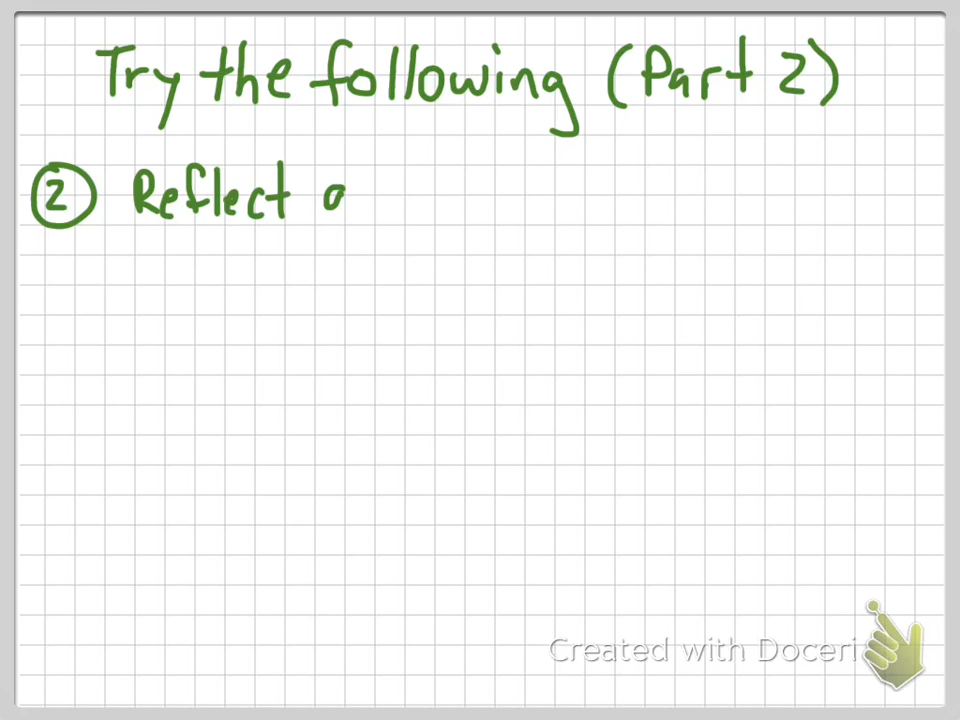 Try the following (Part 2)
② Reflect a
Created with Doceri